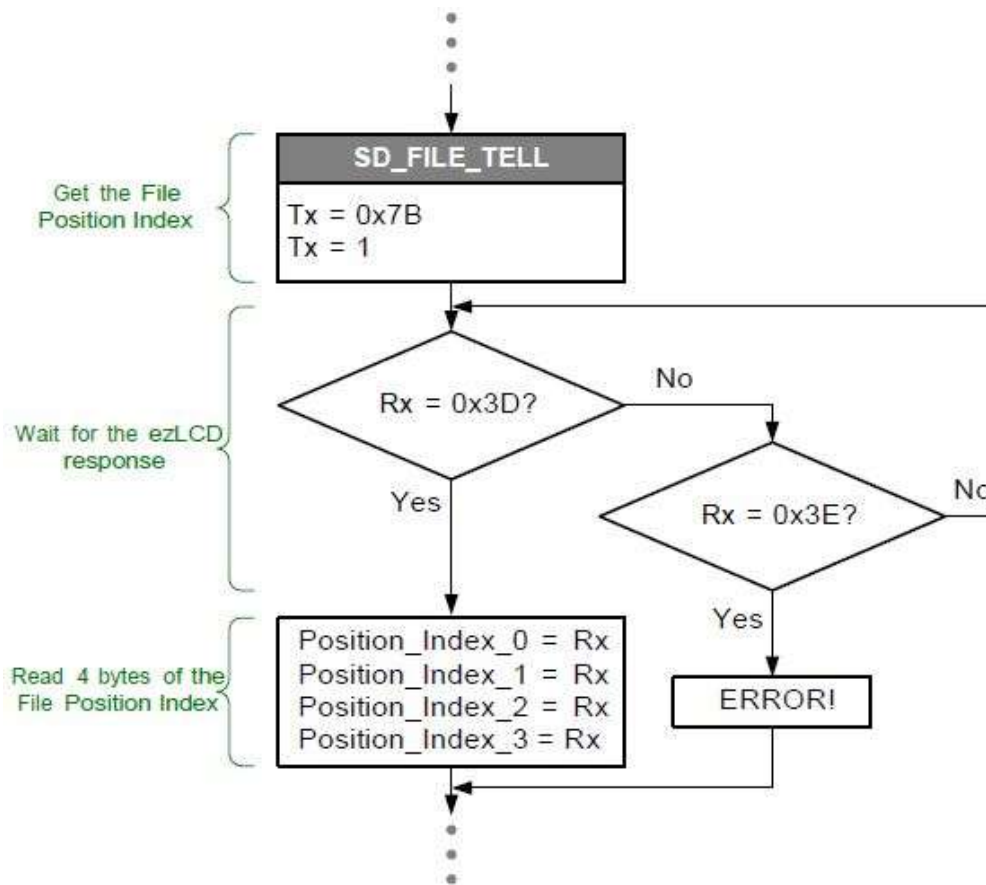 SD_FILE_TELL
Get the File
Position Index
Tx = 0x7B
Tx = 1
Rx = 0x3D?
No
Wait for the ezLCD
response
Yes
Rx = 0x3E?
No
Yes
Read 4 bytes of the
File Position Index
Position_Index_0 = Rx
Position_Index_1 = Rx
Position_Index_2 = Rx
Position_Index_3 = Rx
ERROR!